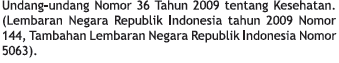 Undang-undang Nomor 36 Tahun 2009 tentang Kesehatan.
(Lembaran Negara Republik Indonesia tahun 2009 Nomor
144, Tambahan Lembaran Negara Republik Indonesia Nomor
5063).